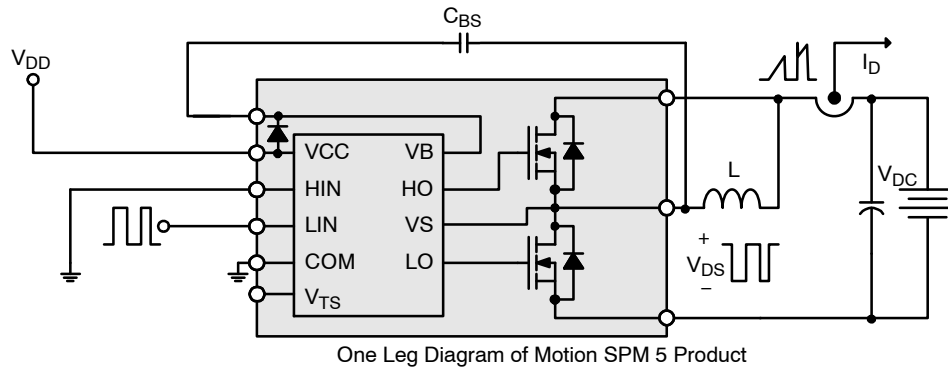 C_BS
V_DD
I_D
VCC VB
HIN HO
LIN VS
COM LO
V_TS
L
V_DC
+
V_DS
–
One Leg Diagram of Motion SPM 5 Product